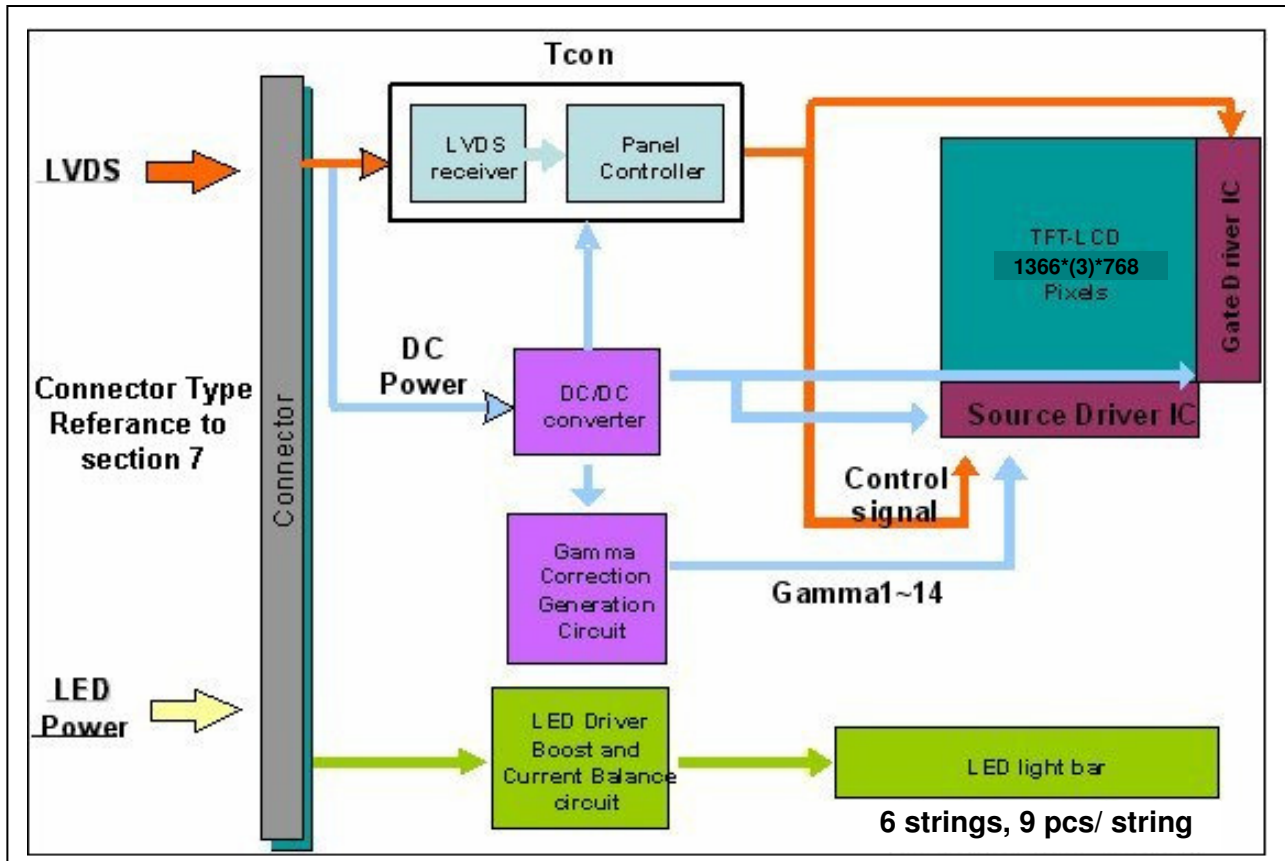 Tcon
LVDS
LVDS
receiver
Panel
Controller
TFT-LCD
1366*(3)*768
Pixels
Gate Driver IC
Source Driver IC
DC
Power
DC/DC
converter
Connector Type
Referance to
section 7
Connector
Control
signal
Gamma
Correction
Generation
Circuit
Gamma1~14
LED
Power
LED Driver
Boost and
Current Balance
circuit
LED light bar
6 strings, 9 pcs/ string